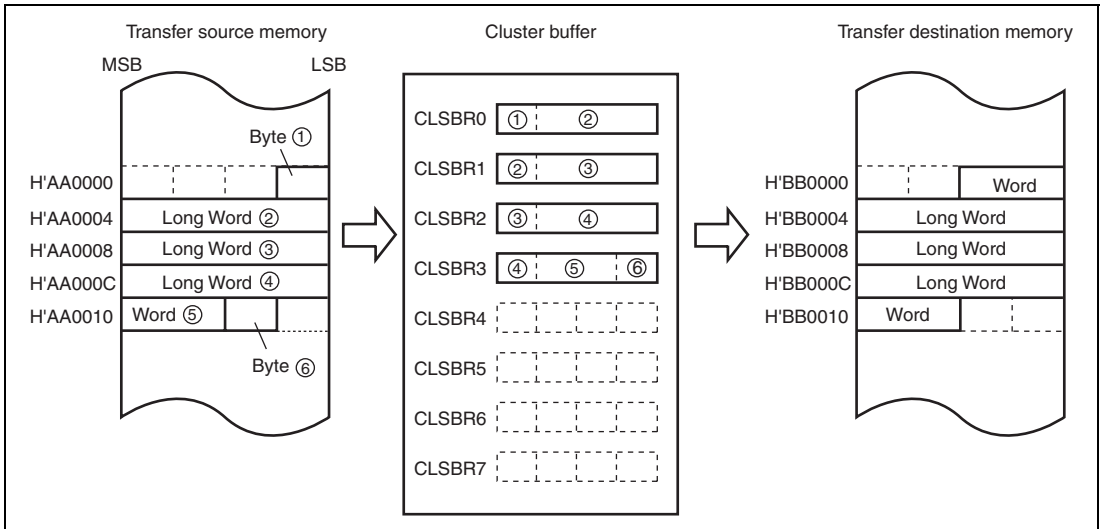 Transfer source memory
MSB LSB
Byte ①
H'AA0000
H'AA0004 Long Word ②
H'AA0008 Long Word ③
H'AA000C Long Word ④
H'AA0010 Word ⑤
Byte ⑥
Cluster buffer
CLSBR0 ① ②
CLSBR1 ② ③
CLSBR2 ③ ④
CLSBR3 ④ ⑤ ⑥
CLSBR4
CLSBR5
CLSBR6
CLSBR7
Transfer destination memory
H'BB0000 Word
H'BB0004 Long Word
H'BB0008 Long Word
H'BB000C Long Word
H'BB0010 Word